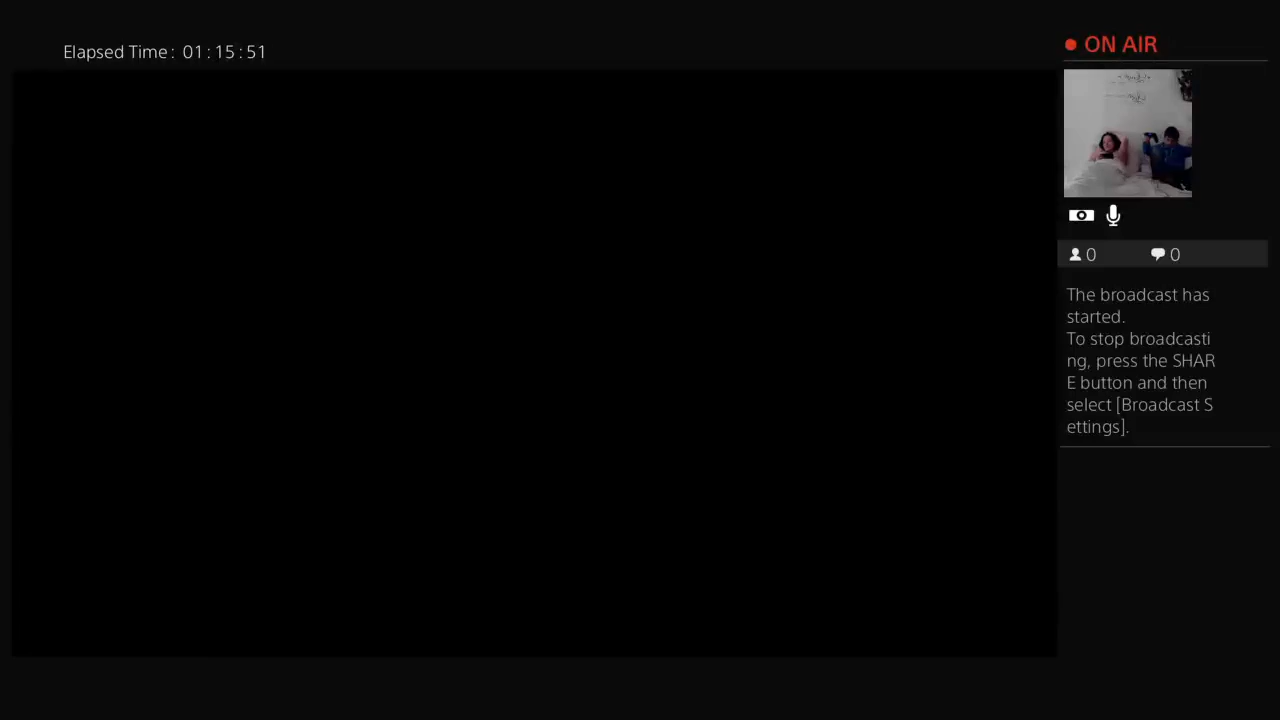 Elapsed Time: 01:15:51
ON AIR
0
0
The broadcast has
started.
To stop broadcasti
ng, press the SHAR
E button and then
select [Broadcast S
ettings].